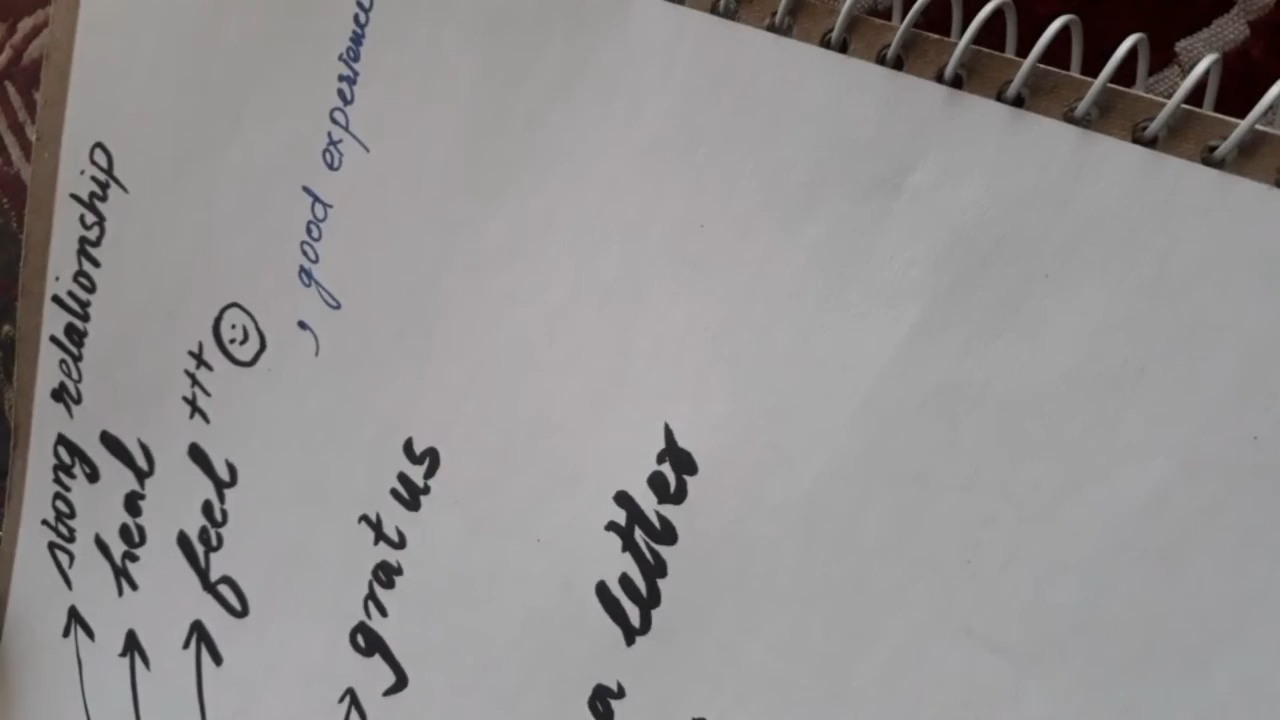 → strong relationship
→ heal
→ feel +++ ☺
, good experience
→ gratus
a letter